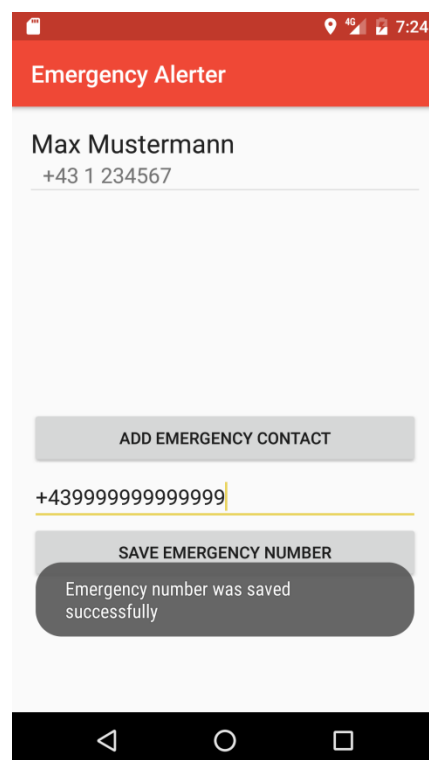 4G 7:24
Emergency Alerter
Max Mustermann
+43 1 234567
ADD EMERGENCY CONTACT
+439999999999999
SAVE EMERGENCY NUMBER
Emergency number was saved
successfully